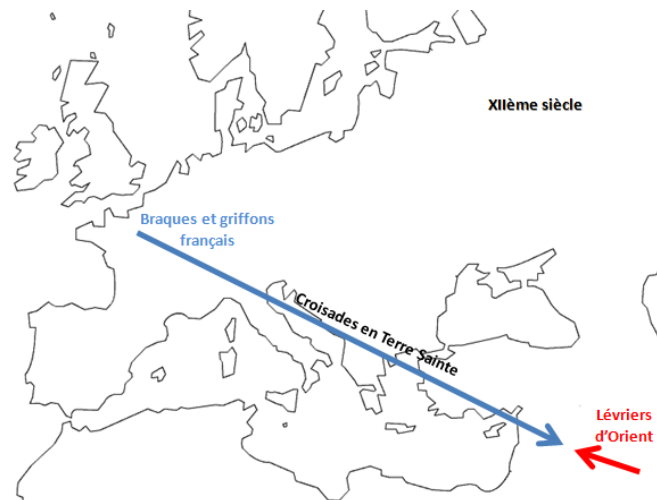 XIIème siècle
Braques et griffons
français
Croisades en Terre Sainte
Lévriers
d'Orient